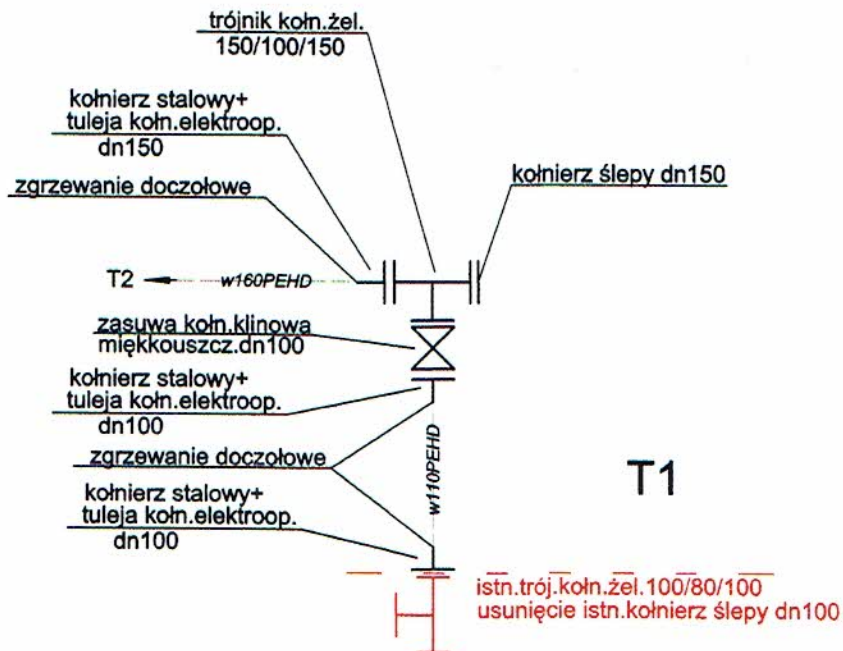 trójnik kołn.żel.
150/100/150
kołnierz stalowy+
tuleja kołn.elektroop.
dn150
zgrzewanie doczołowe
kołnierz ślepy dn150
T2
w160PEHD
zasuwa kołn.klinowa
miękkouszcz.dn100
kołnierz stalowy+
tuleja kołn.elektroop.
dn100
w110PEHD
zgrzewanie doczołowe
T1
kołnierz stalowy+
tuleja kołn.elektroop.
dn100
istn.trój.kołn.żel.100/80/100
usunięcie istn.kołnierz ślepy dn100